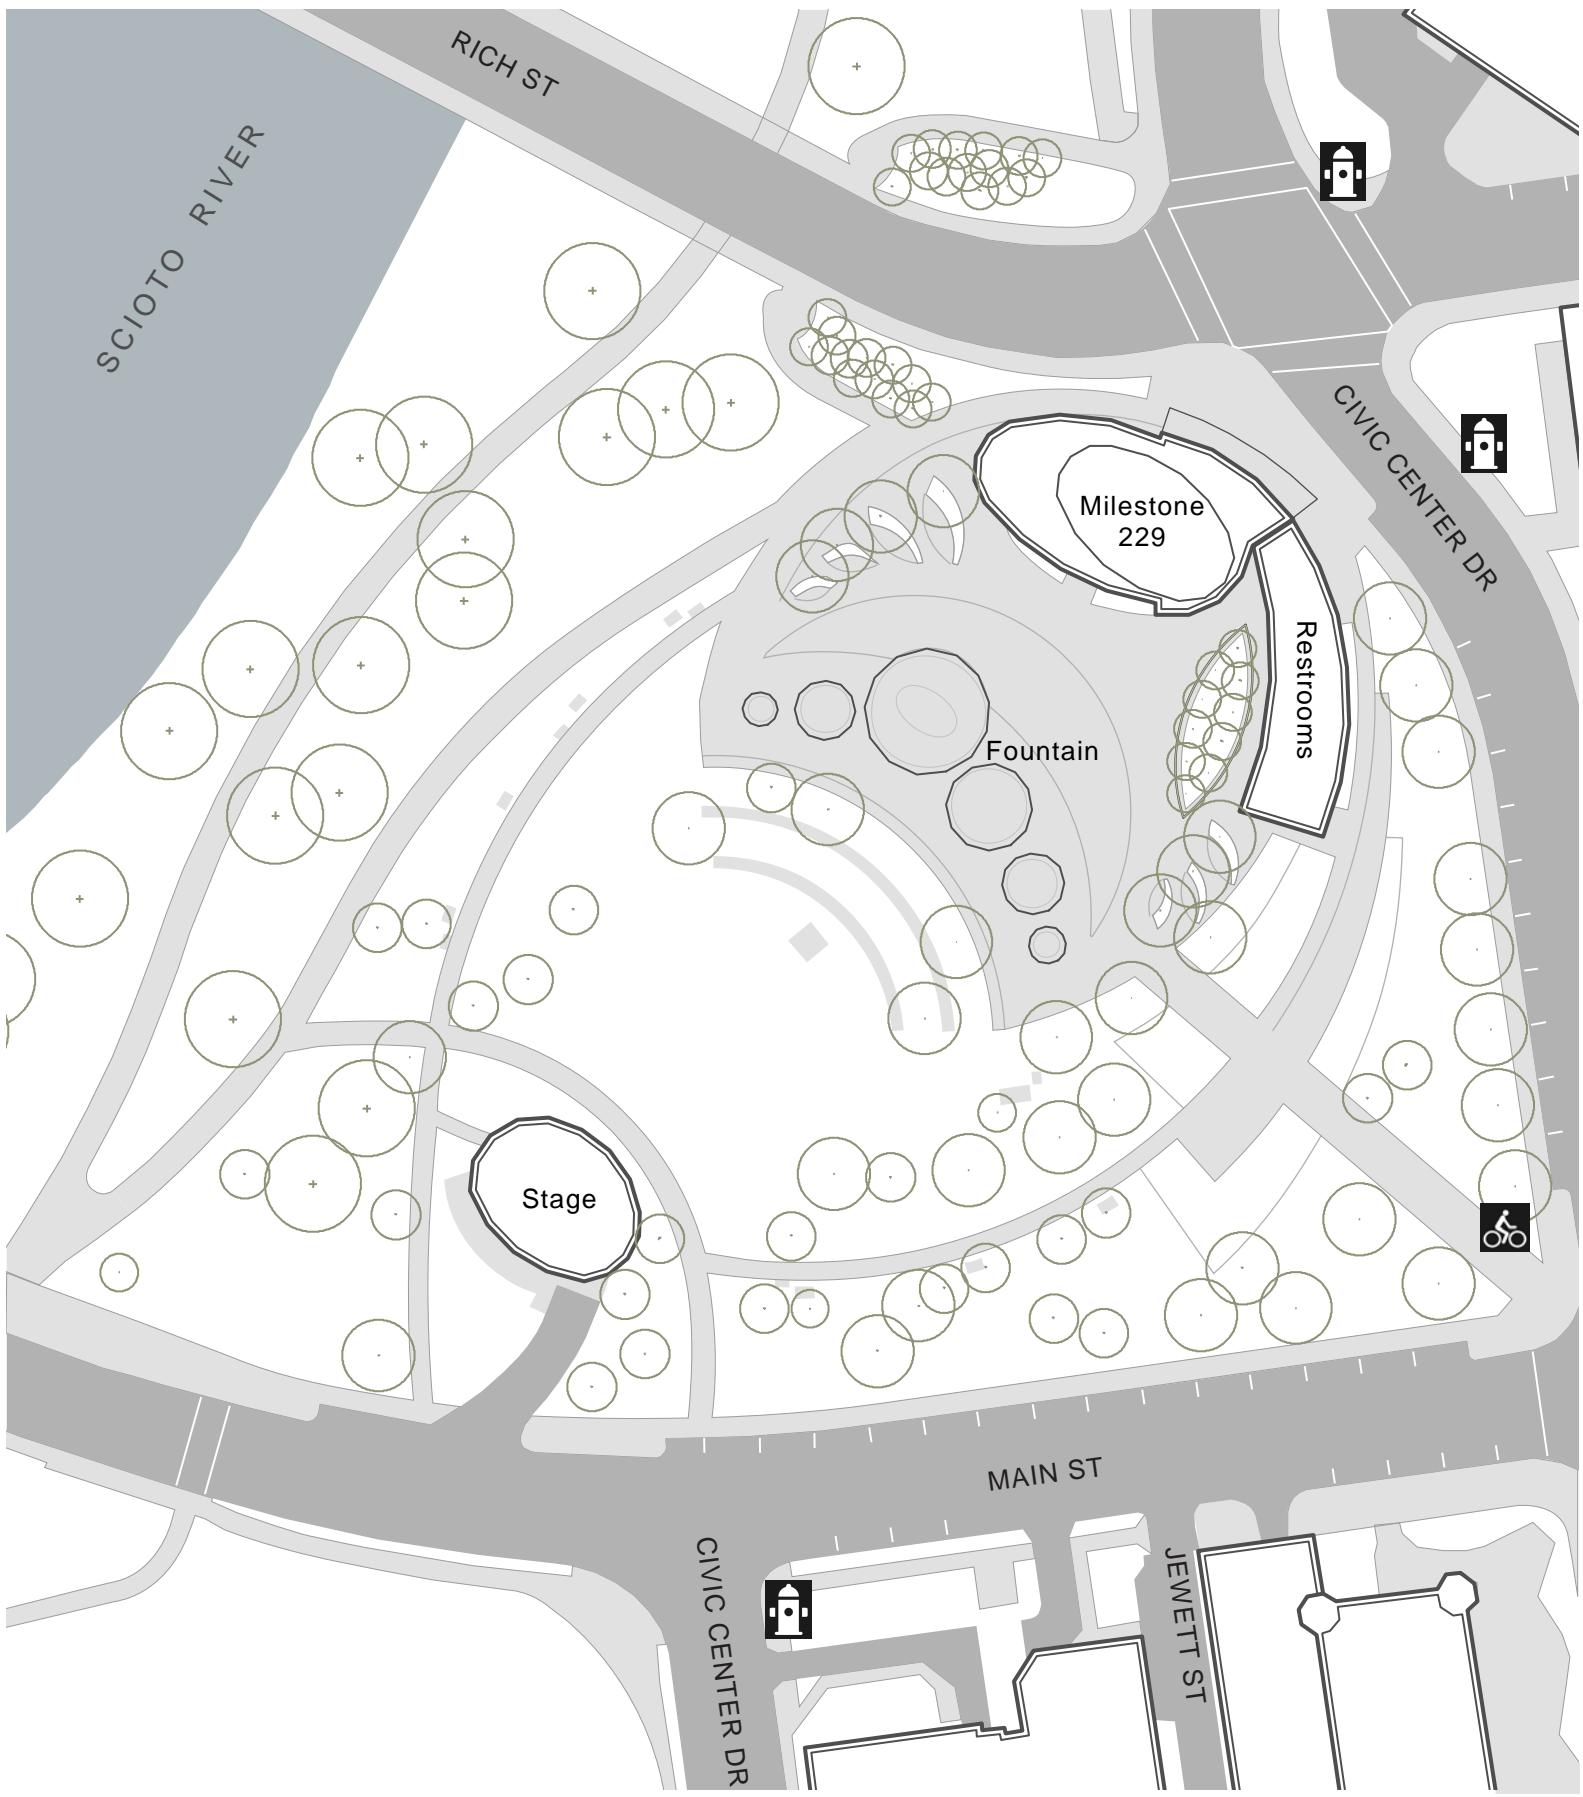 RICH ST
SCIOTO RIVER
CIVIC CENTER DR
Milestone
229
Restrooms
Fountain
Stage
MAIN ST
CIVIC CENTER DR
JEWETT ST